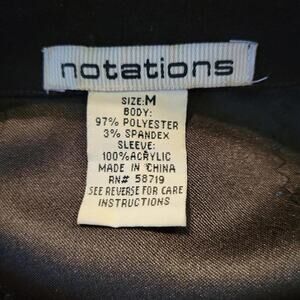 notations
SIZE:M
BODY:
97% POLYESTER
3% SPANDEX
SLEEVE:
100%ACRYLIC
MADE IN CHINA
RN# 58719
SEE REVERSE FOR CARE
INSTRUCTIONS